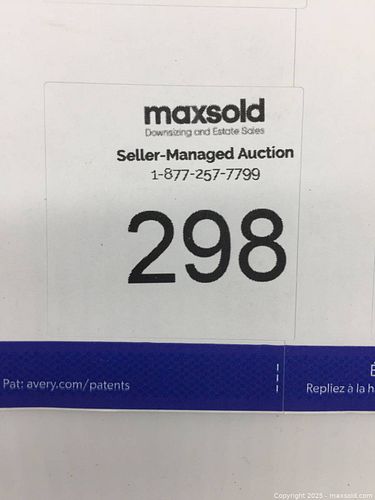 maxsold
Downsizing and Estate Sales
Seller-Managed Auction
1-877-257-7799
298
Pat: avery.com/patents
Repliez à la h
Copyright 2025 - maxsold.com